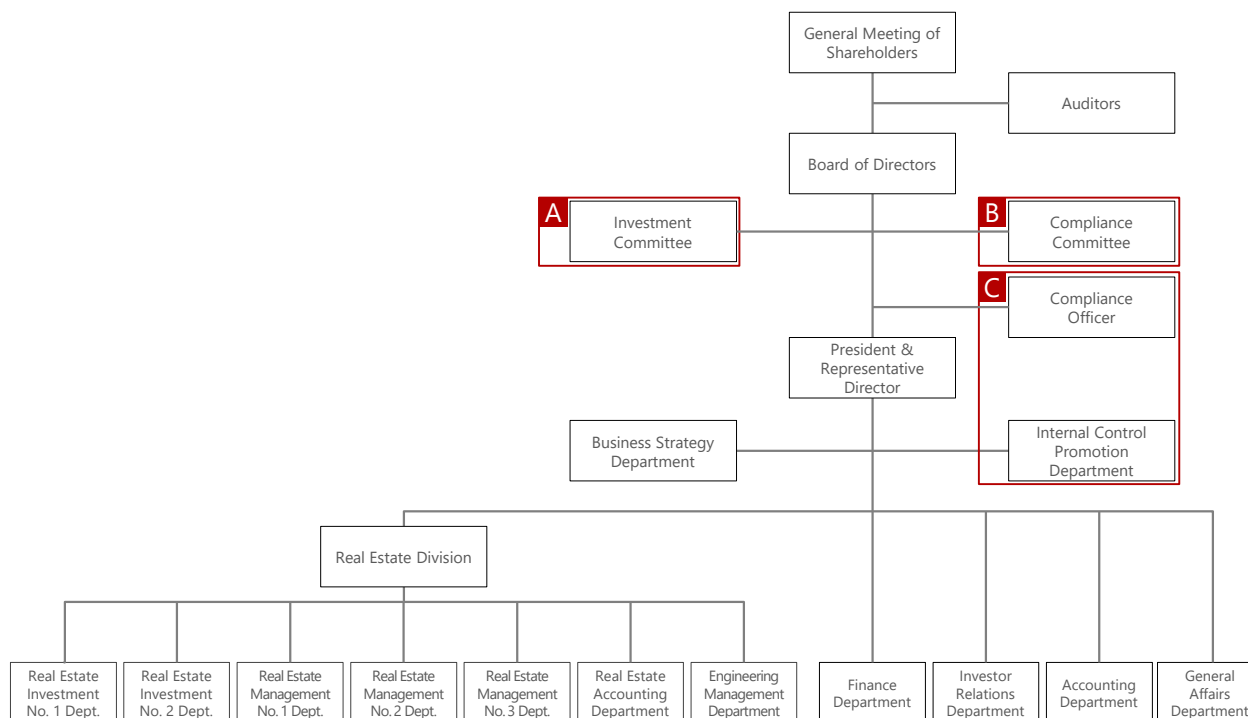 General Meeting of
Shareholders
Auditors
Board of Directors
A
Investment
Committee
B
Compliance
Committee
C
Compliance
Officer
President &
Representative
Director
Business Strategy
Department
Internal Control
Promotion
Department
Real Estate Division
Real Estate
Investment
No. 1 Dept.
Real Estate
Investment
No. 2 Dept.
Real Estate
Management
No. 1 Dept.
Real Estate
Management
No. 2 Dept.
Real Estate
Management
No. 3 Dept.
Real Estate
Accounting
Department
Engineering
Management
Department
Finance
Department
Investor
Relations
Department
Accounting
Department
General
Affairs
Department